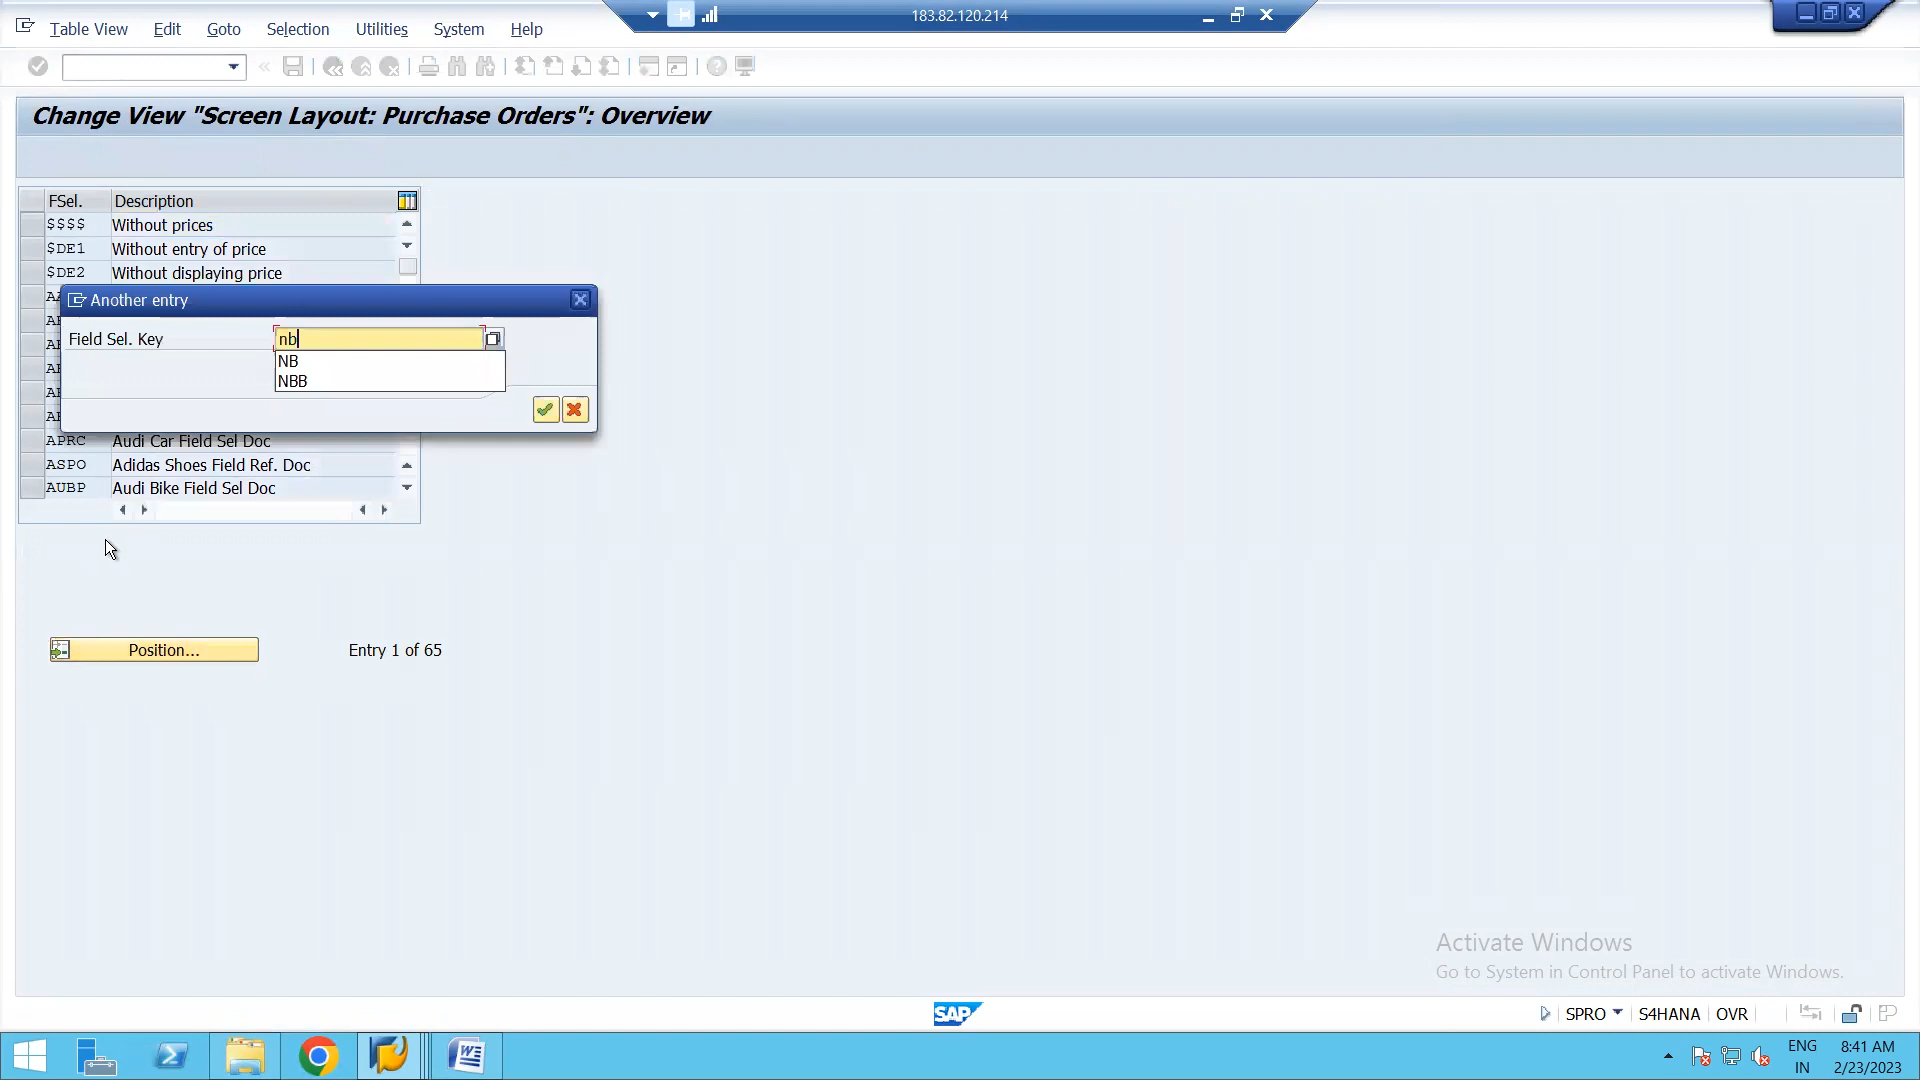 183.82.120.214
Table View Edit Goto Selection Utilities System Help
Change View "Screen Layout: Purchase Orders": Overview
FSel. Description
$$$$ Without prices
$DE1 Without entry of price
$DE2 Without displaying price
Another entry
Field Sel. Key nb
NB
NBB
APRC Audi Car Field Sel Doc
ASPO Adidas Shoes Field Ref. Doc
AUBP Audi Bike Field Sel Doc
Position... Entry 1 of 65
Activate Windows
Go to System in Control Panel to activate Windows.
SAP SPRO S4HANA OVR
ENG 8:41 AM
IN 2/23/2023